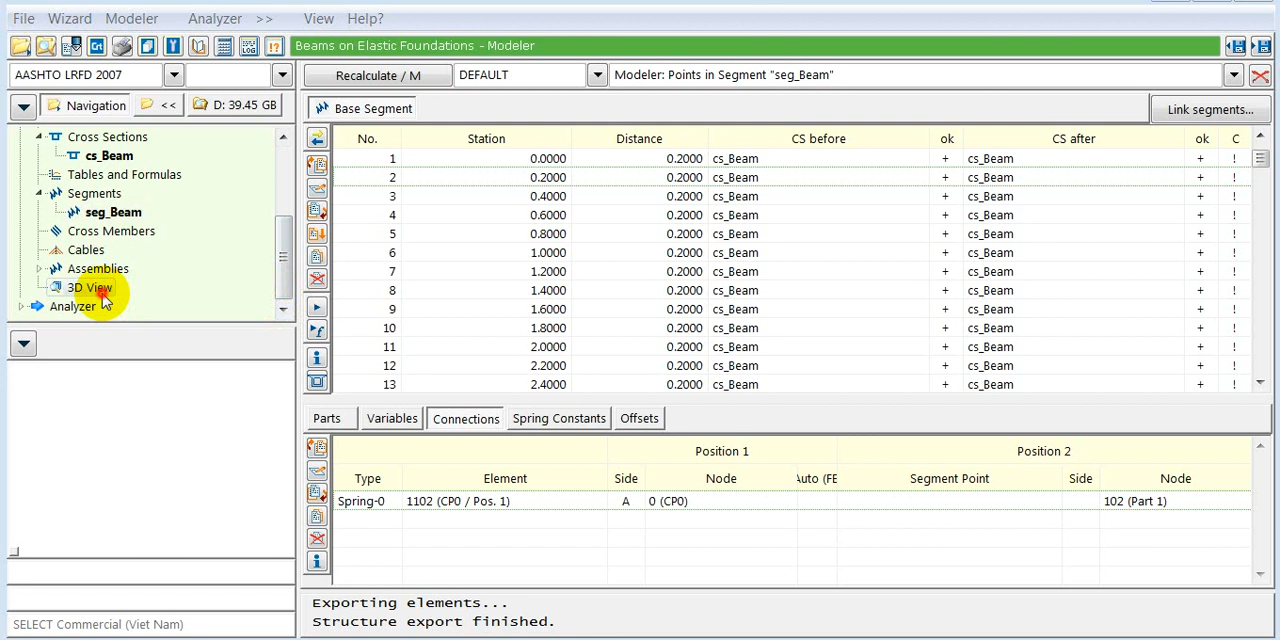 File Wizard Modeler Analyzer >> View Help?
Beams on Elastic Foundations - Modeler
AASHTO LRFD 2007 Recalculate / M DEFAULT Modeler: Points in Segment "seg_Beam"
Navigation << D: 39.45 GB Base Segment Link segments...
Cross Sections
cs_Beam
Tables and Formulas
Segments
seg_Beam
Cross Members
Cables
Assemblies
3D View
Analyzer
No. Station Distance CS before ok CS after ok C
1 0.0000 0.2000 cs_Beam + cs_Beam + !
2 0.2000 0.2000 cs_Beam + cs_Beam + !
3 0.4000 0.2000 cs_Beam + cs_Beam + !
4 0.6000 0.2000 cs_Beam + cs_Beam + !
5 0.8000 0.2000 cs_Beam + cs_Beam + !
6 1.0000 0.2000 cs_Beam + cs_Beam + !
7 1.2000 0.2000 cs_Beam + cs_Beam + !
8 1.4000 0.2000 cs_Beam + cs_Beam + !
9 1.6000 0.2000 cs_Beam + cs_Beam + !
10 1.8000 0.2000 cs_Beam + cs_Beam + !
11 2.0000 0.2000 cs_Beam + cs_Beam + !
12 2.2000 0.2000 cs_Beam + cs_Beam + !
13 2.4000 0.2000 cs_Beam + cs_Beam + !
Parts Variables Connections Spring Constants Offsets
Position 1 Position 2
Type Element Side Node Auto (FE Segment Point Side Node
Spring-0 1102 (CP0 / Pos. 1) A 0 (CP0) 102 (Part 1)
Exporting elements...
Structure export finished.
SELECT Commercial (Viet Nam)